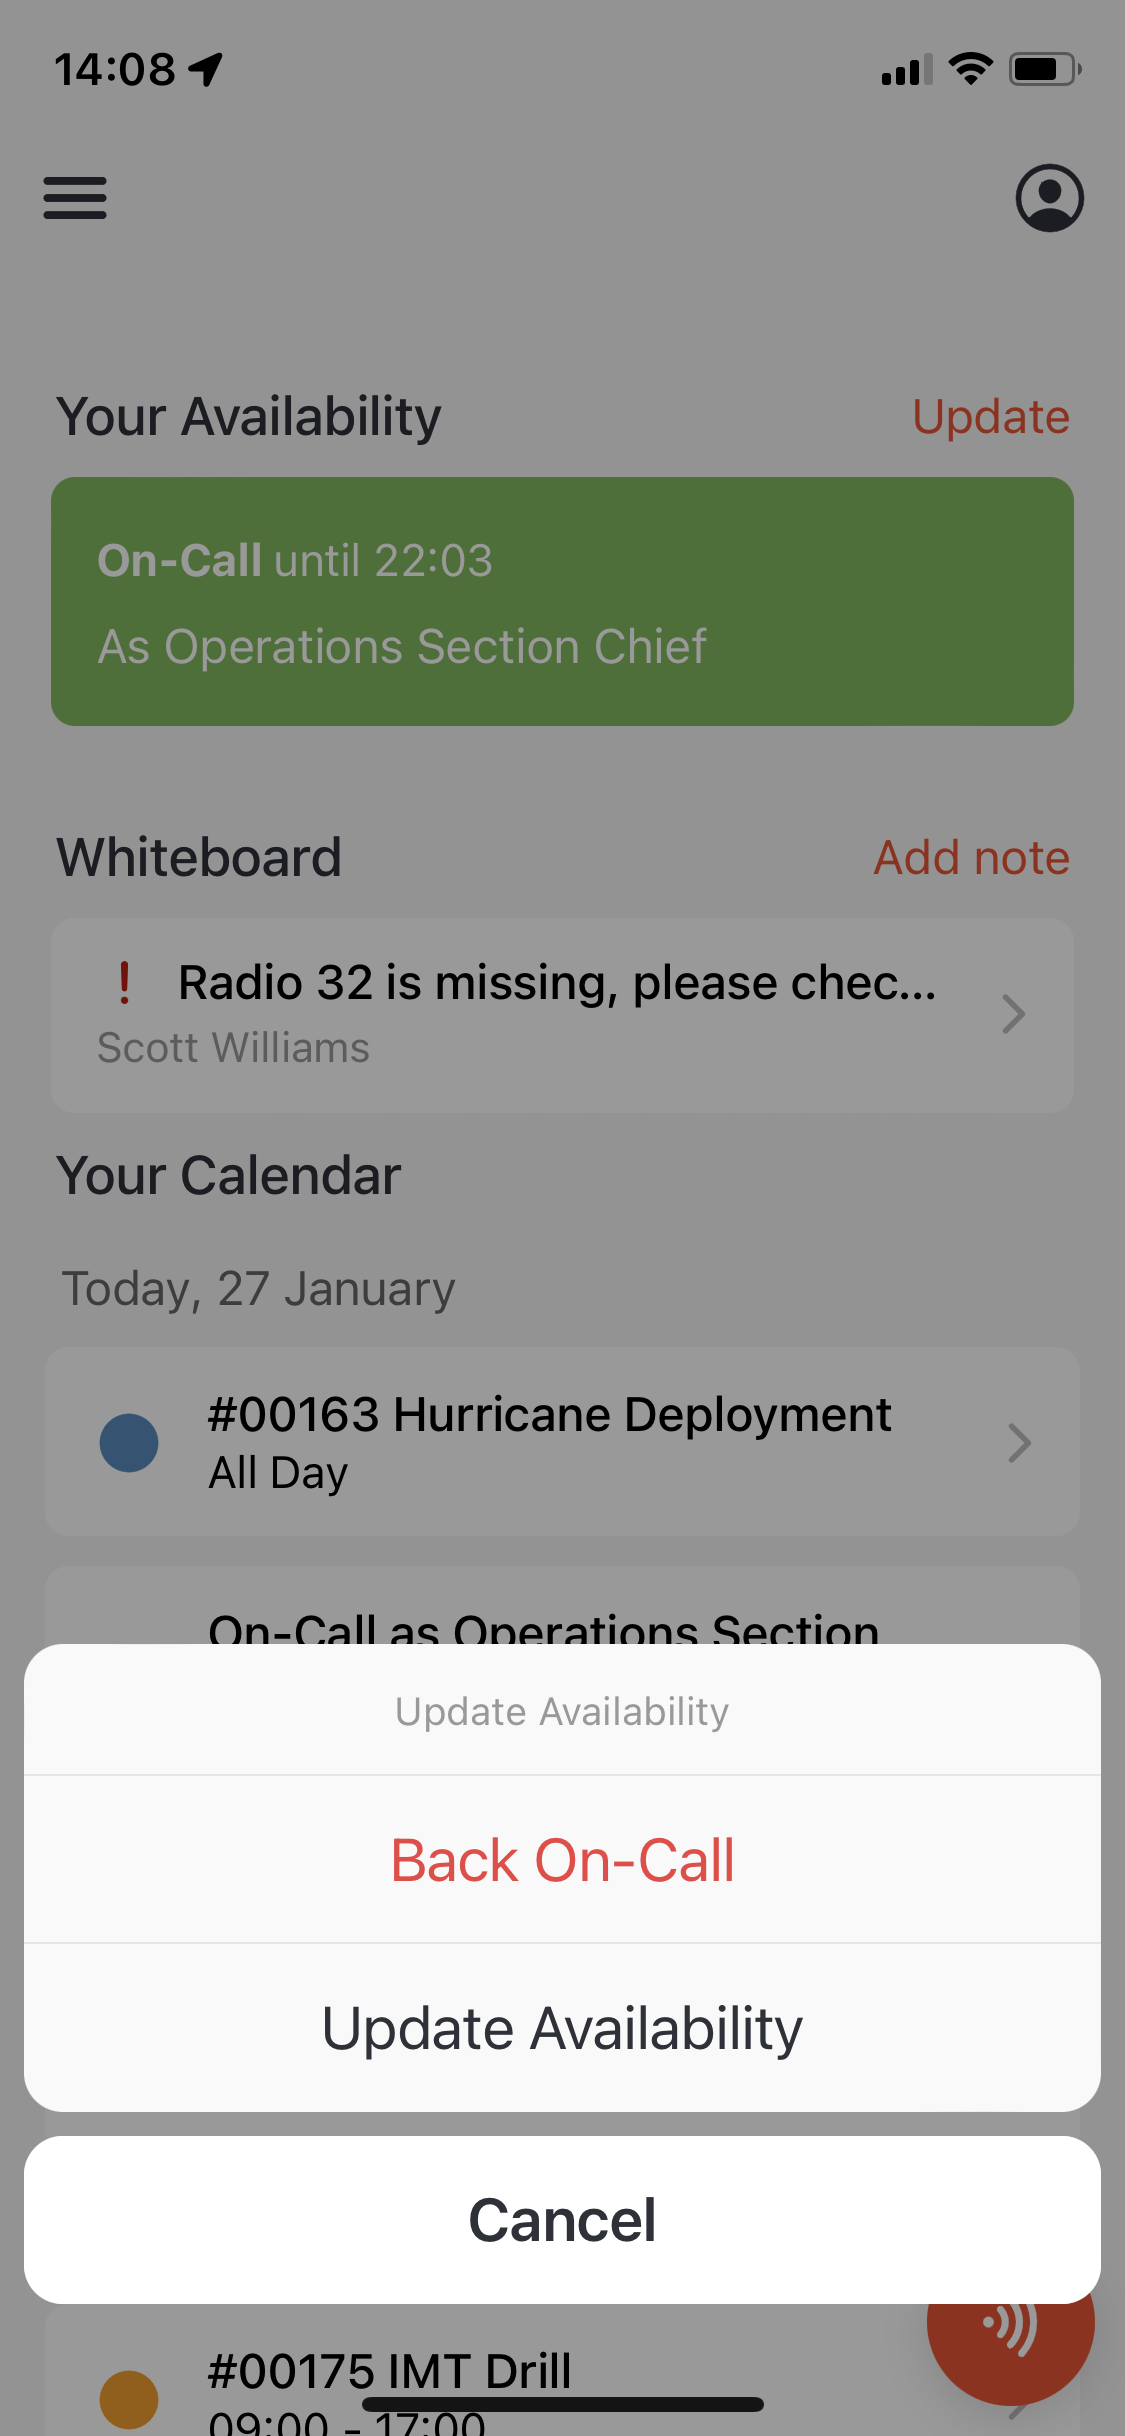 14:08
Your Availability
Update
On-Call until 22:03
As Operations Section Chief
Whiteboard
Add note
! Radio 32 is missing, please chec...
Scott Williams
Your Calendar
Today, 27 January
#00163 Hurricane Deployment
All Day
On-Call as Operations Section
Update Availability
Back On-Call
Update Availability
Cancel
#00175 IMT Drill
09:00 - 17:00